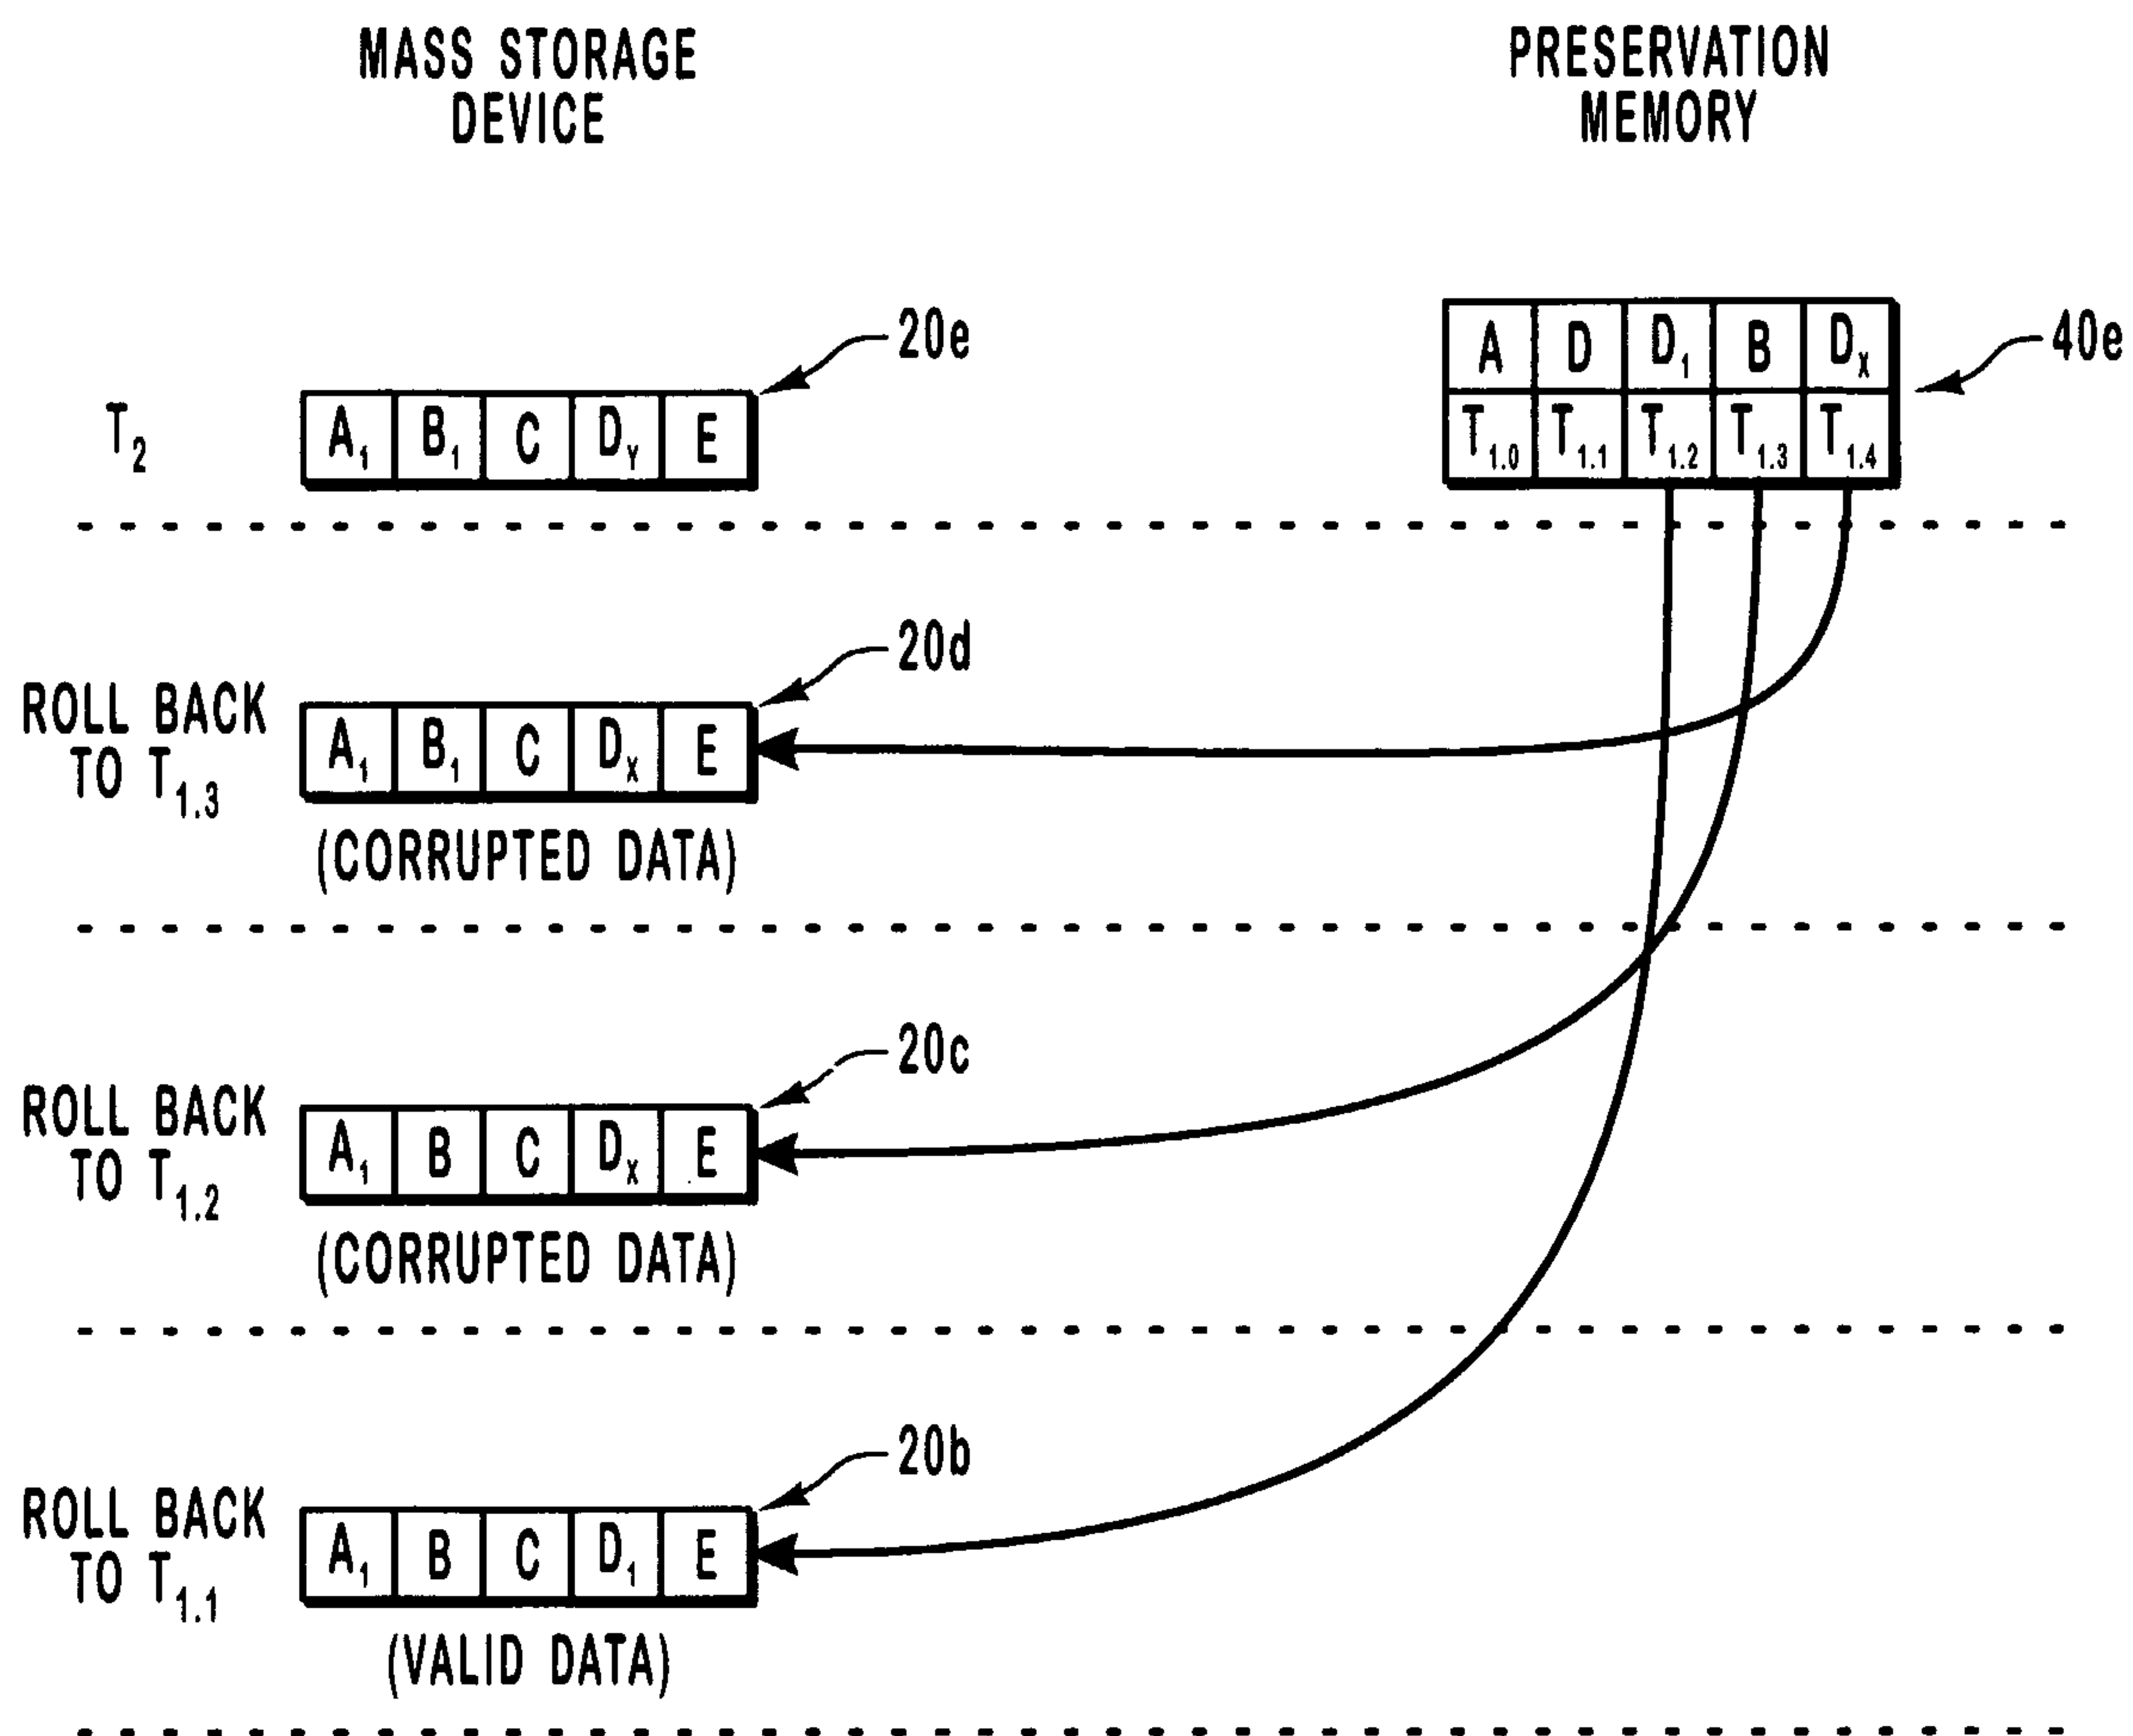 MASS STORAGE
DEVICE
PRESERVATION
MEMORY
20e
40e
A D D₁ B Dₓ
T₁.₀ T₁.₁ T₁.₂ T₁.₃ T₁.₄
T₂
A₁ B₁ C Dᵧ E
20d
ROLL BACK
TO T₁.₃
A₁ B₁ C Dₓ E
(CORRUPTED DATA)
20c
ROLL BACK
TO T₁.₂
A₁ B C Dₓ E
(CORRUPTED DATA)
20b
ROLL BACK
TO T₁.₁
A₁ B C D₁ E
(VALID DATA)